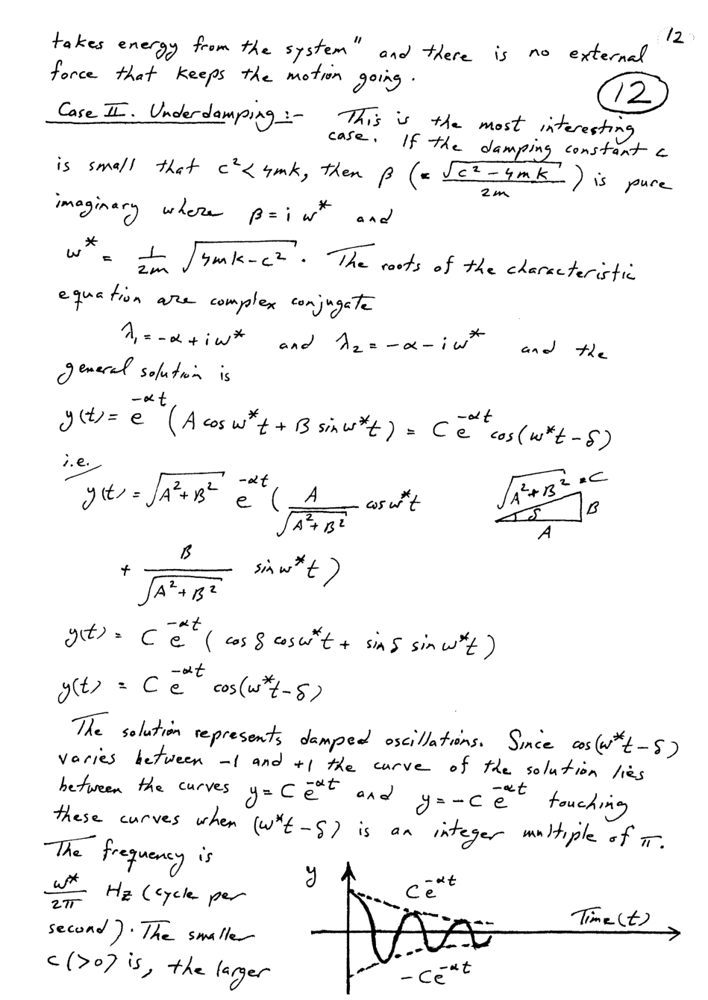 12
takes energy from the system" and there is no external
force that keeps the motion going.
12
Case II. Underdamping :- This is the most interesting
case. If the damping constant c
is small that c² < 4mk, then β (= √(c² - 4mk) / 2m) is pure
imaginary where β = i w* and
w* = 1/2m √(4mk - c²). The roots of the characteristic
equation are complex conjugate
λ₁ = -α + i w* and λ₂ = -α - i w* and the
general solution is
y(t) = e^(-αt) (A cos w*t + B sin w*t) = C e^(-αt) cos(w*t - δ)
i.e.
y(t) = √(A² + B²) e^(-αt) ( A / √(A² + B²) cos w*t
√(A² + B²) = C
δ
B
A
+ B / √(A² + B²) sin w*t )
y(t) = C e^(-αt) ( cos δ cos w*t + sin δ sin w*t )
y(t) = C e^(-αt) cos(w*t - δ)
The solution represents damped oscillations. Since cos(w*t - δ)
varies between -1 and +1 the curve of the solution lies
between the curves y = C e^(-αt) and y = -C e^(-αt) touching
these curves when (w*t - δ) is an integer multiple of π.
The frequency is
w*/2π Hz (cycle per
second). The smaller
c (>0) is, the larger
y
C e^(-αt)
Time (t)
-C e^(-αt)